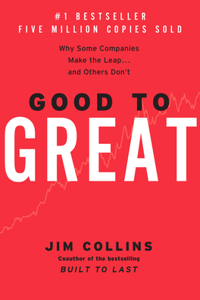 #1 BESTSELLER
FIVE MILLION COPIES SOLD
Why Some Companies
Make the Leap...
and Others Don't
GOOD TO
GREAT
JIM COLLINS
Coauthor of the bestselling
BUILT TO LAST